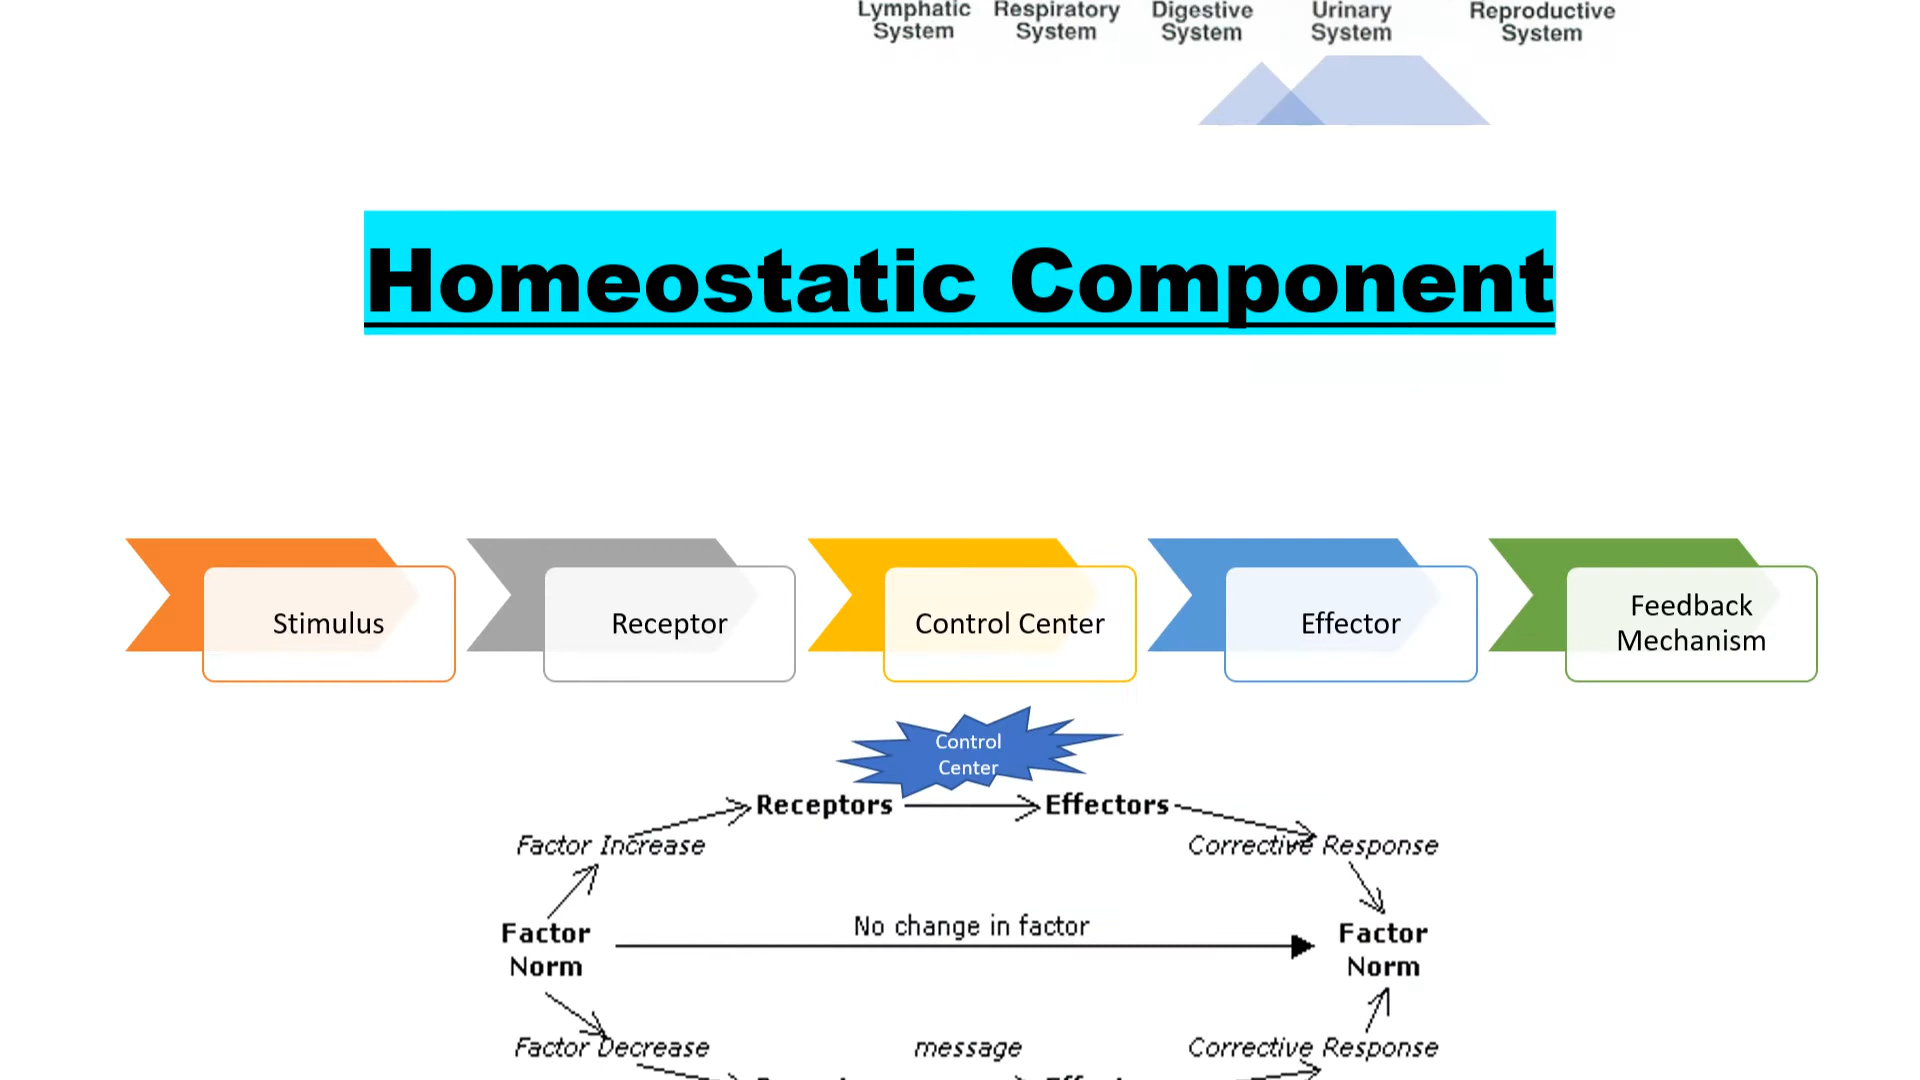 Lymphatic System
Respiratory System
Digestive System
Urinary System
Reproductive System
Homeostatic Component
Stimulus
Receptor
Control Center
Effector
Feedback
Mechanism
Control
Center
Receptors
Effectors
Factor Increase
Corrective Response
No change in factor
Factor
Norm
Factor
Norm
Factor Decrease
message
Corrective Response